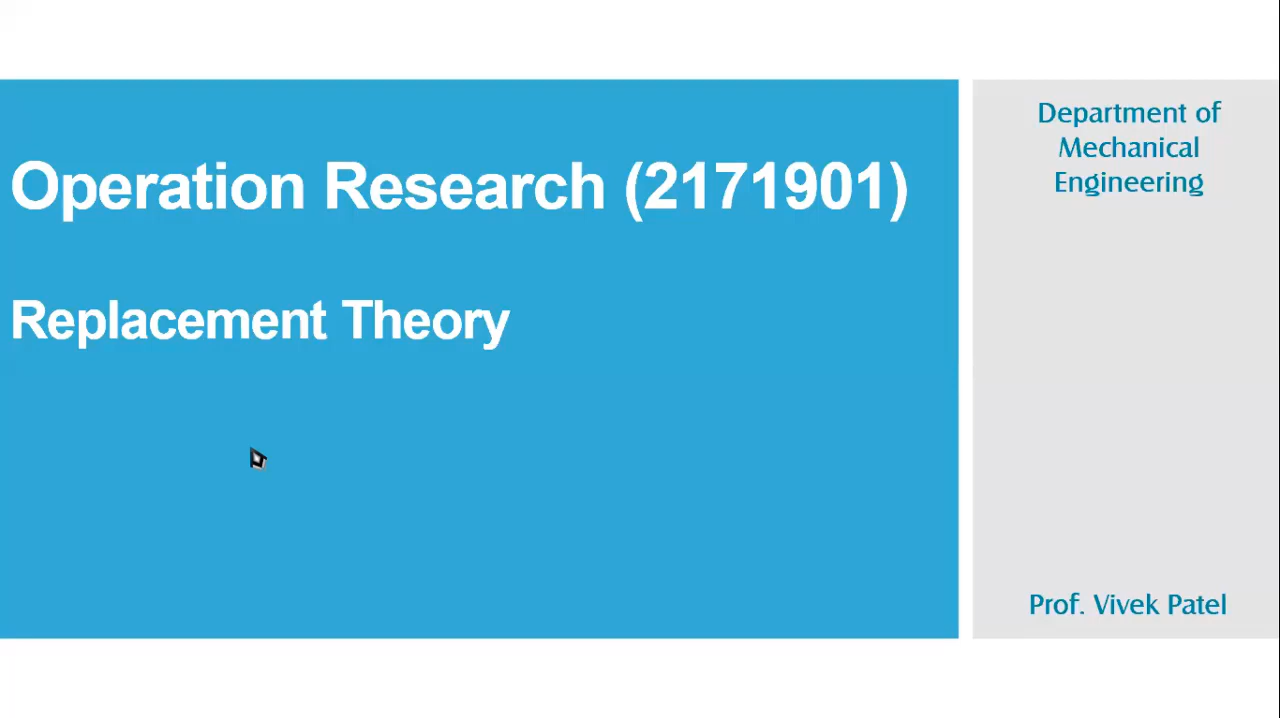 Operation Research (2171901)
Replacement Theory
Department of
Mechanical
Engineering
Prof. Vivek Patel